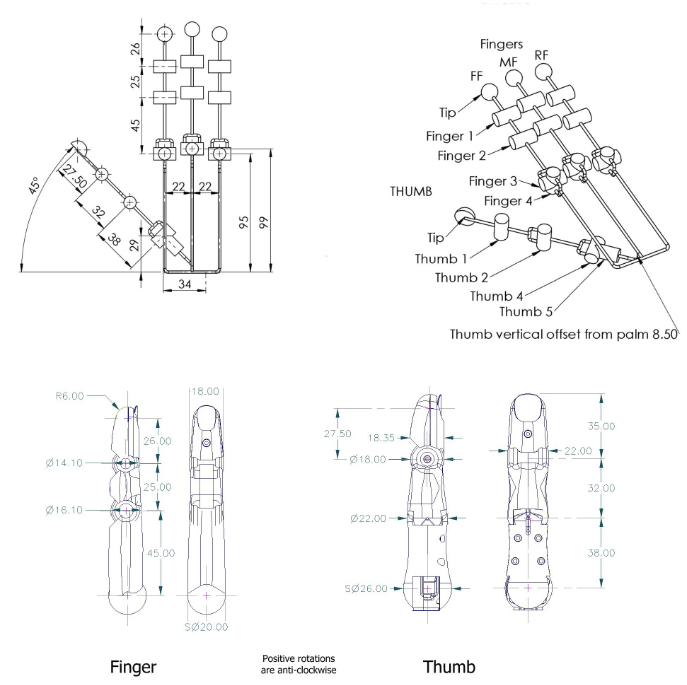 26
25
45
22
22
95
99
45°
27.50
32
38
29
34
Fingers
MF
RF
FF
Tip
Finger 1
Finger 2
Finger 3
Finger 4
THUMB
Tip
Thumb 1
Thumb 2
Thumb 4
Thumb 5
Thumb vertical offset from palm 8.50
R6.00
18.00
26.00
Ø14.10
25.00
Ø16.10
45.00
SØ20.00
27.50
18.35
Ø18.00
Ø22.00
SØ26.00
35.00
22.00
32.00
38.00
Finger
Positive rotations
are anti-clockwise
Thumb